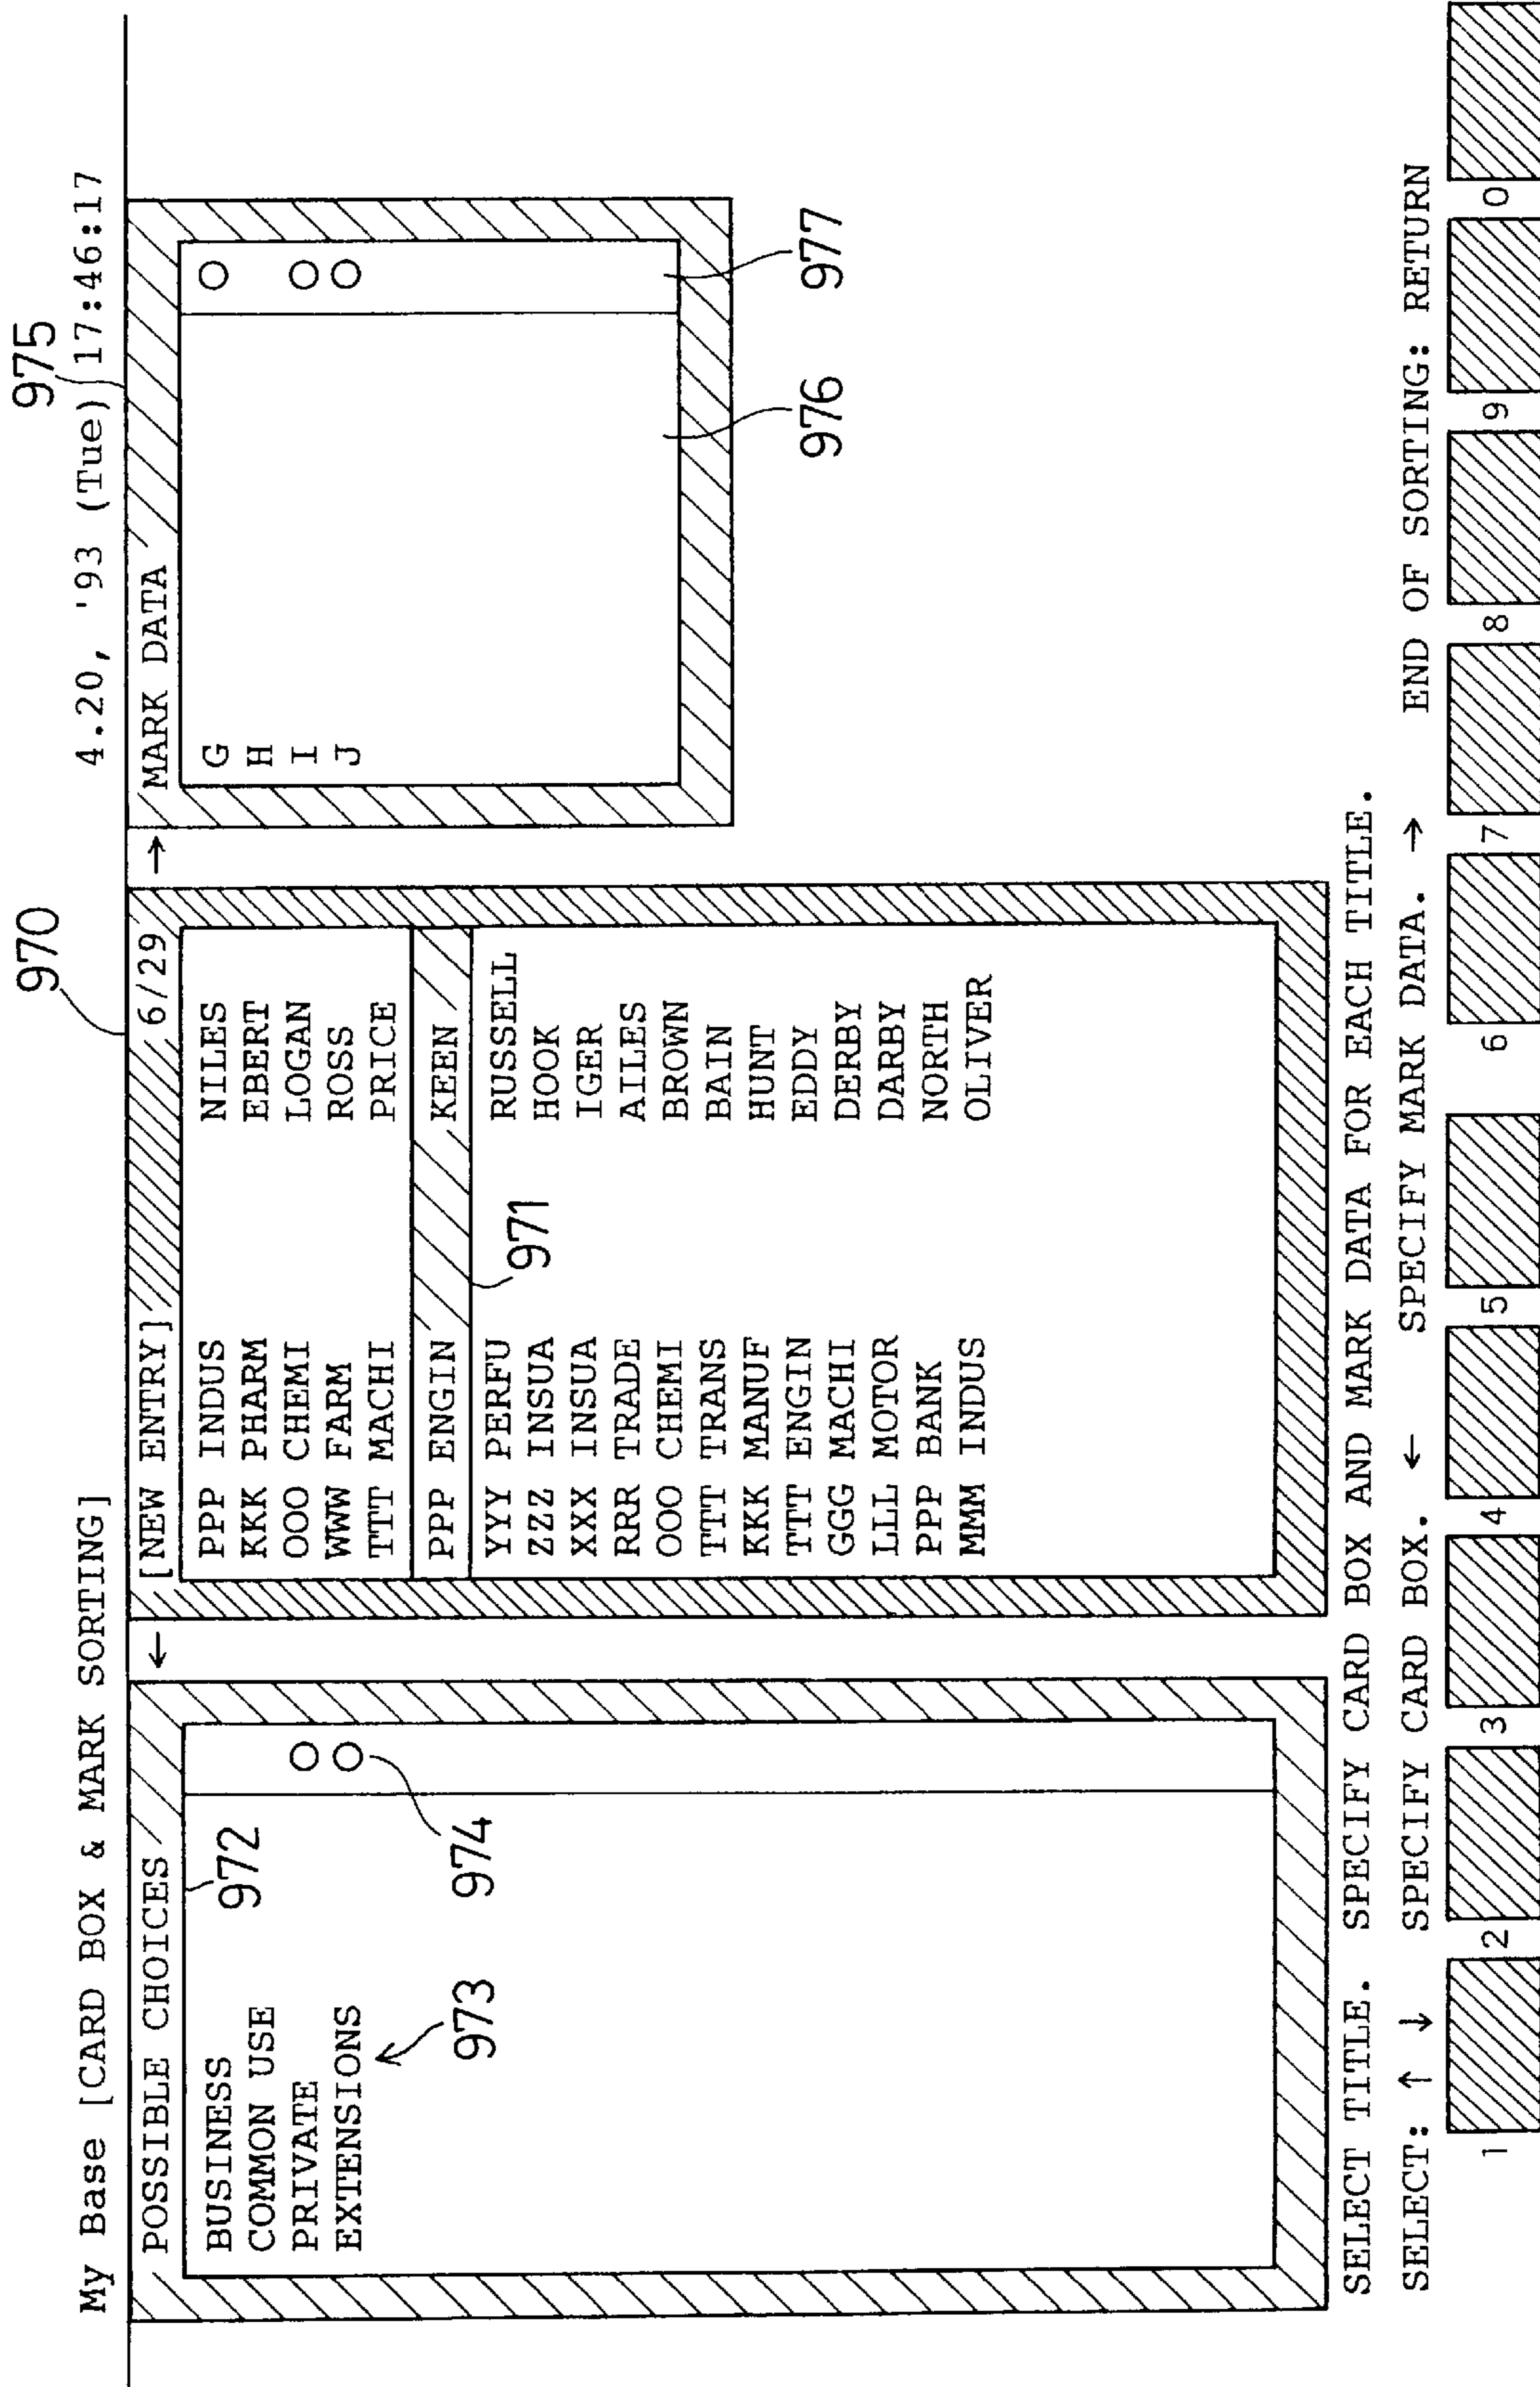 My Base [CARD BOX & MARK SORTING]
4.20, '93 (Tue) 17:46:17
975
970
POSSIBLE CHOICES
←
[NEW ENTRY] 6/29
→
MARK DATA
972
BUSINESS
COMMON USE
PRIVATE ○
EXTENSIONS ○
973
974
PPP INDUS NILES
KKK PHARM EBERT
OOO CHEMI LOGAN
WWW FARM ROSS
TTT MACHI PRICE
PPP ENGIN KEEN
971
YYY PERFU RUSSELL
ZZZ INSUA HOOK
XXX INSUA IGER
RRR TRADE AILES
OOO CHEMI BROWN
TTT TRANS BAIN
KKK MANUF HUNT
TTT ENGIN EDDY
GGG MACHI DERBY
LLL MOTOR DARBY
PPP BANK NORTH
MMM INDUS OLIVER
G ○
H
I ○
J ○
976
977
SELECT TITLE. SPECIFY CARD BOX AND MARK DATA FOR EACH TITLE.
SELECT: ↑ ↓ SPECIFY CARD BOX. ← SPECIFY MARK DATA. → END OF SORTING: RETURN
1 2 3 4 5 6 7 8 9 0